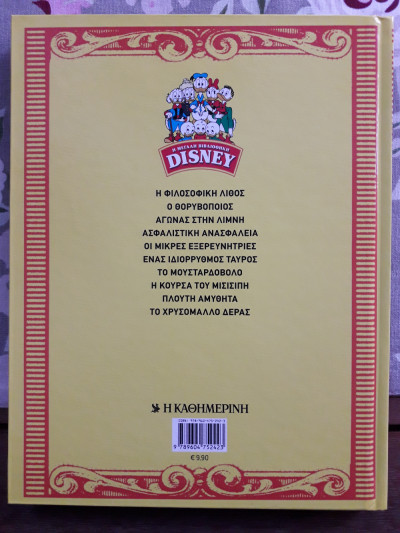 Η ΜΕΓΑΛΗ ΒΙΒΛΙΟΘΗΚΗ
DISNEY
Η ΦΙΛΟΣΟΦΙΚΗ ΛΙΘΟΣ
Ο ΘΟΡΥΒΟΠΟΙΟΣ
ΑΓΩΝΑΣ ΣΤΗΝ ΛΙΜΝΗ
ΑΣΦΑΛΙΣΤΙΚΗ ΑΝΑΣΦΑΛΕΙΑ
ΟΙ ΜΙΚΡΕΣ ΕΞΕΡΕΥΝΗΤΡΙΕΣ
ΕΝΑΣ ΙΔΙΟΡΡΥΘΜΟΣ ΤΑΥΡΟΣ
ΤΟ ΜΟΥΣΤΑΡΔΟΒΟΛΟ
Η ΚΟΥΡΣΑ ΤΟΥ ΜΙΣΙΣΙΠΗ
ΠΛΟΥΤΗ ΑΜΥΘΗΤΑ
ΤΟ ΧΡΥΣΟΜΑΛΛΟ ΔΕΡΑΣ
Η ΚΑΘΗΜΕΡΙΝΗ
9789604752423
€ 9,90